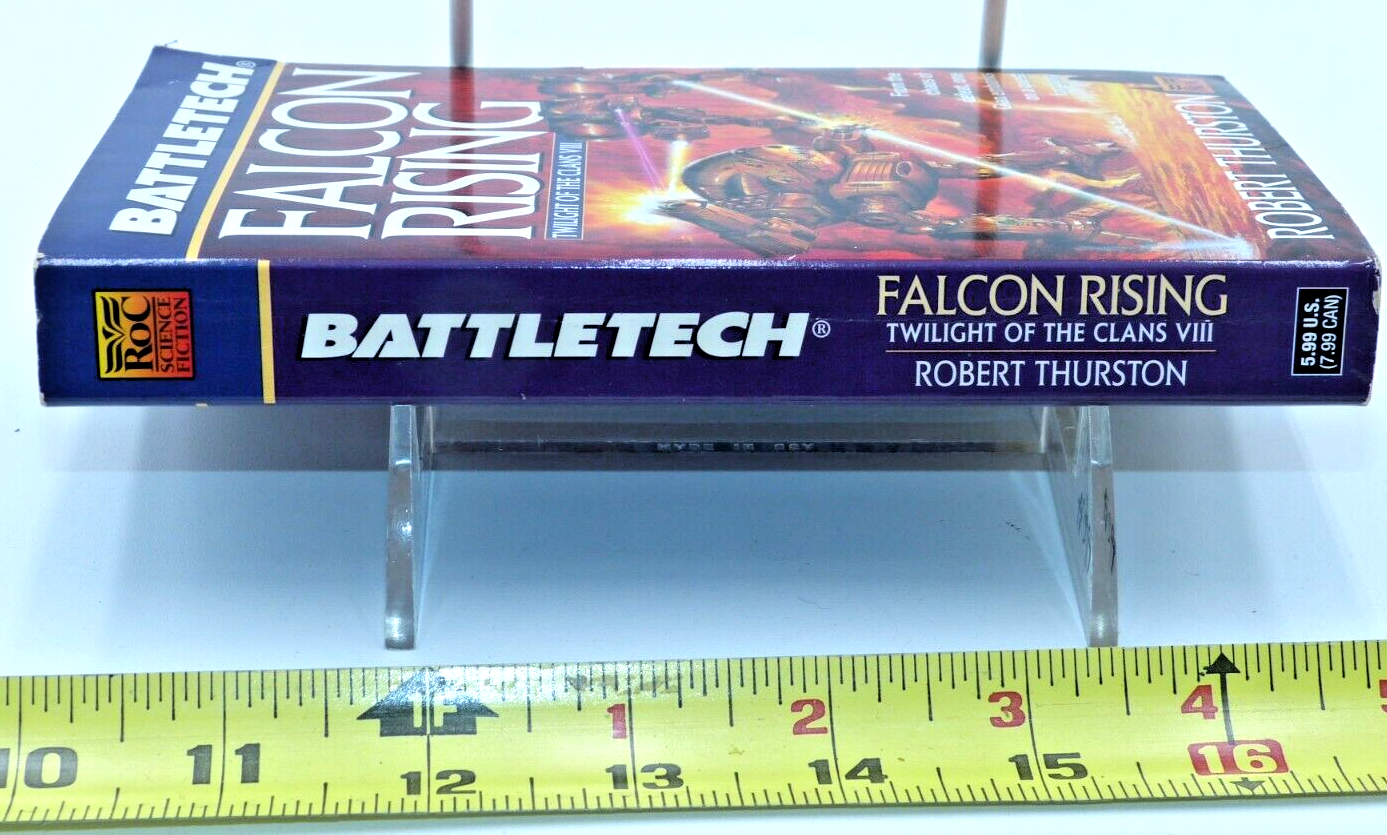 BATTLETECH®
FALCON
RISING
TWILIGHT OF THE CLANS VIII
ROBERT THURSTON
ROC
SCIENCE
FICTION
BATTLETECH®
FALCON RISING
TWILIGHT OF THE CLANS VIII
ROBERT THURSTON
5.99 U.S.
(7.99 CAN)
1F 1 2 3 4 5
10 11 12 13 14 15 16